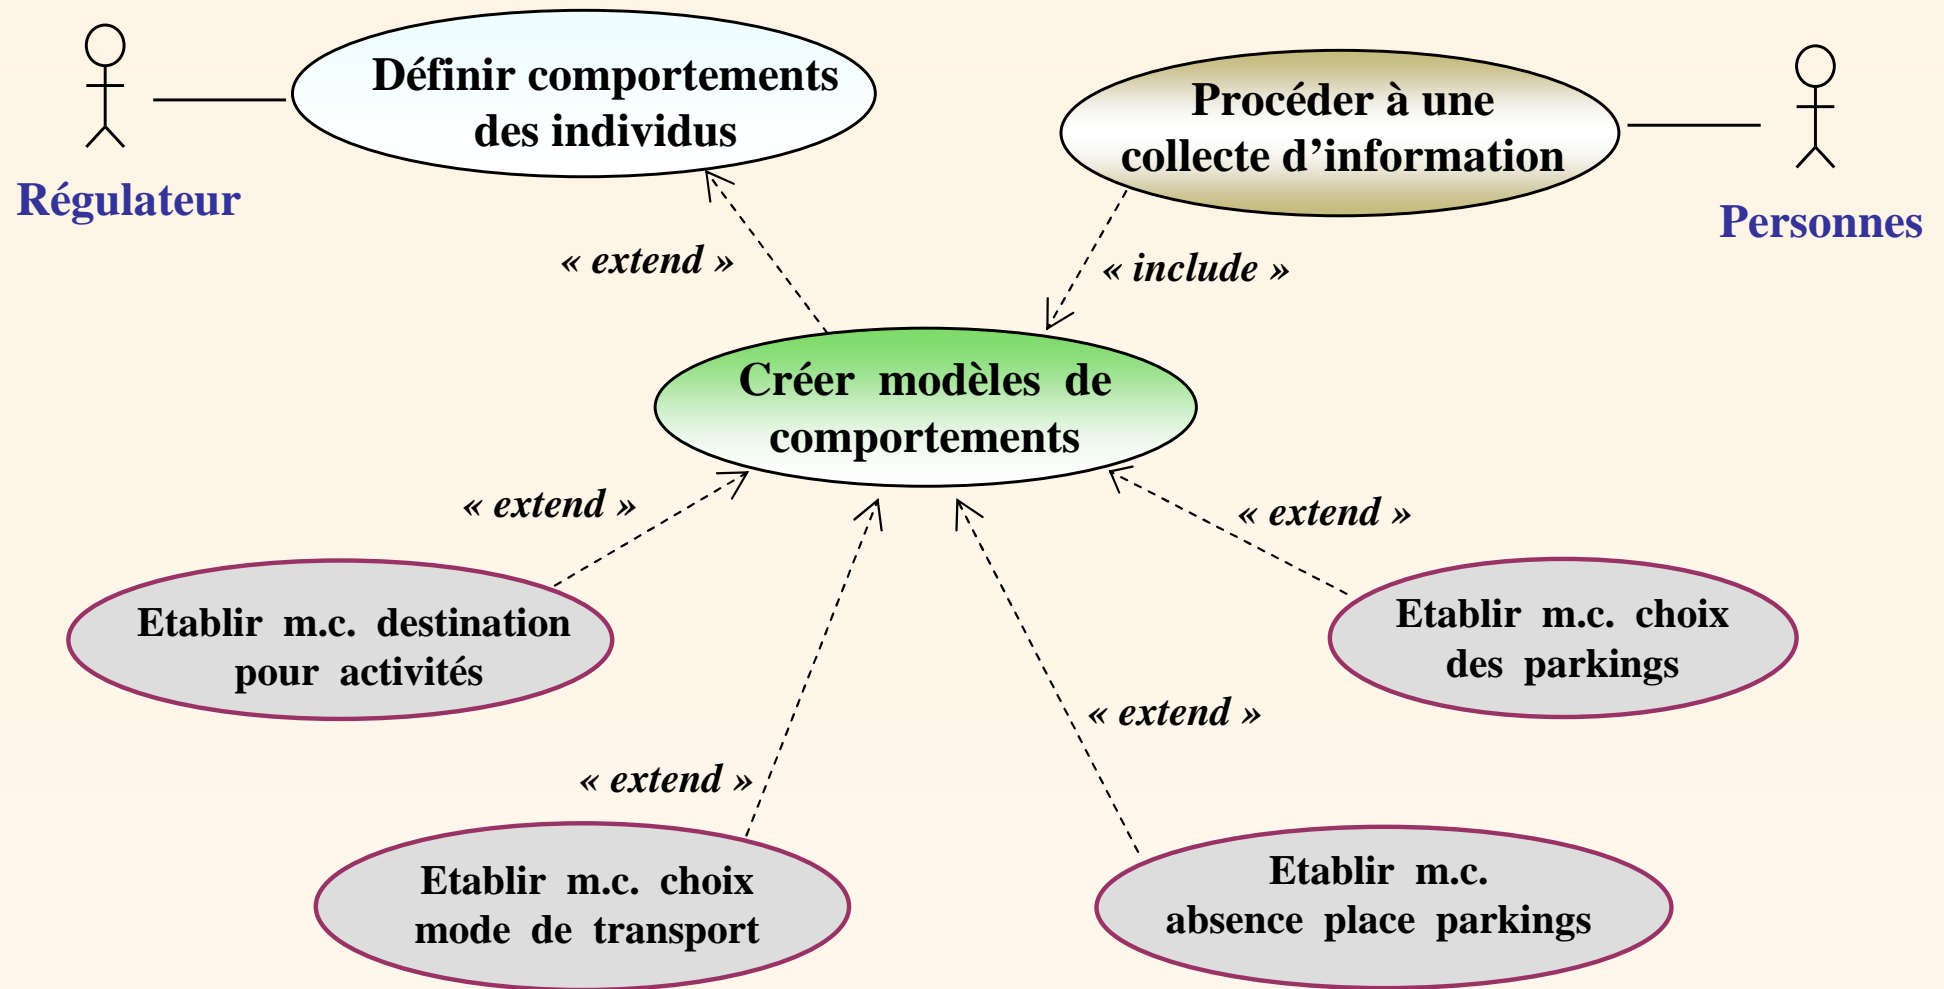 Définir comportements
des individus
Procéder à une
collecte d’information
Régulateur
Personnes
« extend »
« include »
Créer modèles de
comportements
« extend »
« extend »
Etablir m.c. destination
pour activités
Etablir m.c. choix
des parkings
« extend »
« extend »
Etablir m.c. choix
mode de transport
Etablir m.c.
absence place parkings